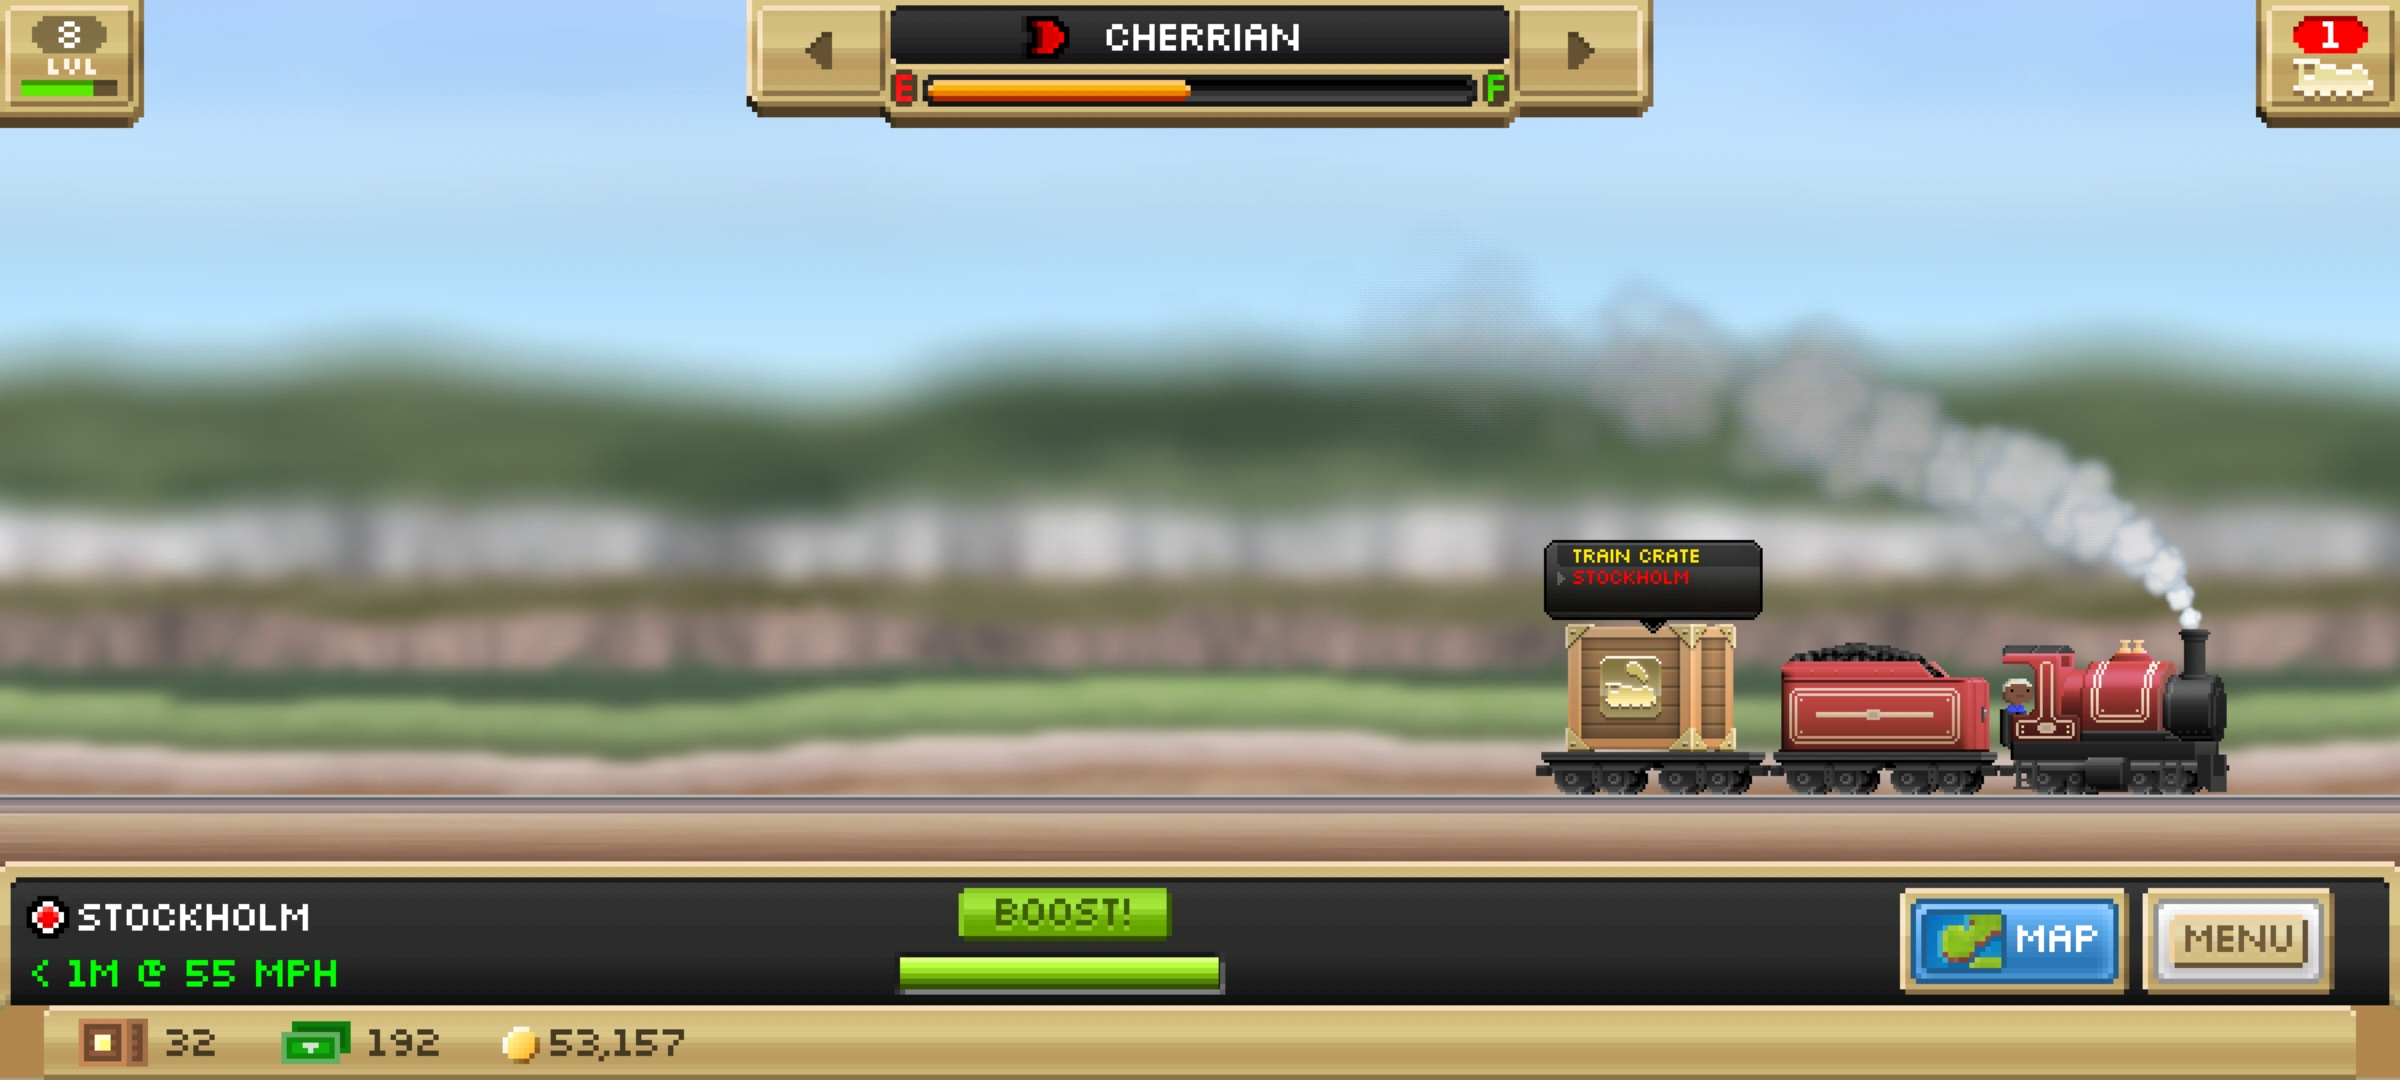 8
LVL
CHERRIAN
E F
1
TRAIN CRATE
STOCKHOLM
STOCKHOLM
BOOST!
< 1M @ 55 MPH
MAP
MENU
32
192
53,157